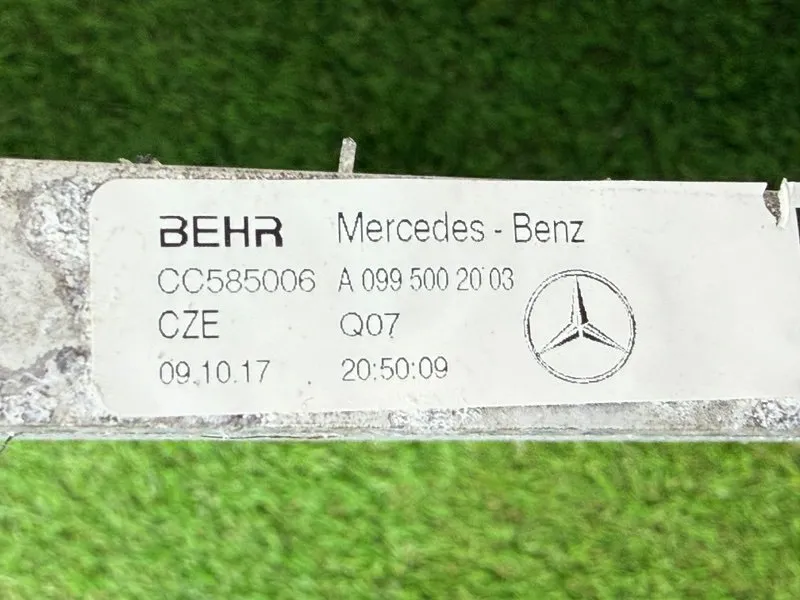 BEHR Mercedes - Benz
CC585006 A 099 500 20 03
CZE Q07
09.10.17 20:50:09